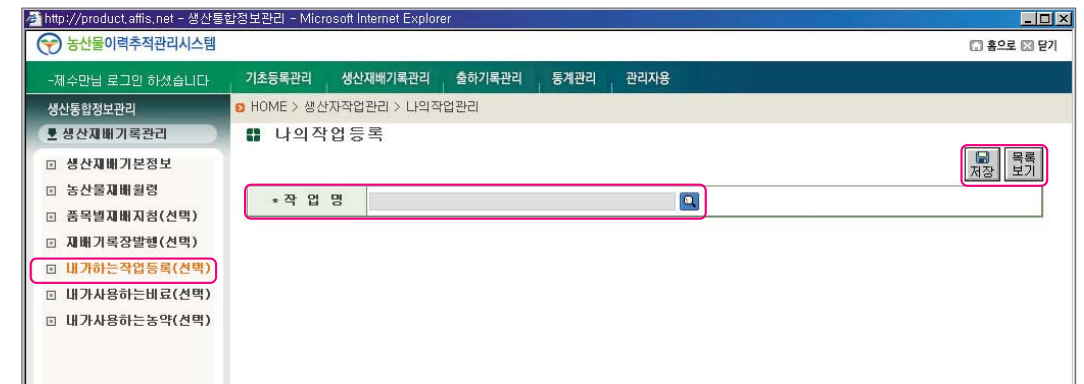 http://product.affis.net - 생산통합정보관리 - Microsoft Internet Explorer
농산물이력추적관리시스템
홈으로 닫기
-제수만님 로그인 하셨습니다
기초등록관리 생산재배기록관리 출하기록관리 통계관리 관리자용
생산통합정보관리
HOME > 생산자작업관리 > 나의작업관리
생산재배기록관리
나의작업등록
생산재배기본정보
저장
목록
보기
농산물재배월령
* 작 업 명
품목별재배지침(선택)
재배기록장발행(선택)
내가하는작업등록(선택)
내가사용하는비료(선택)
내가사용하는농약(선택)